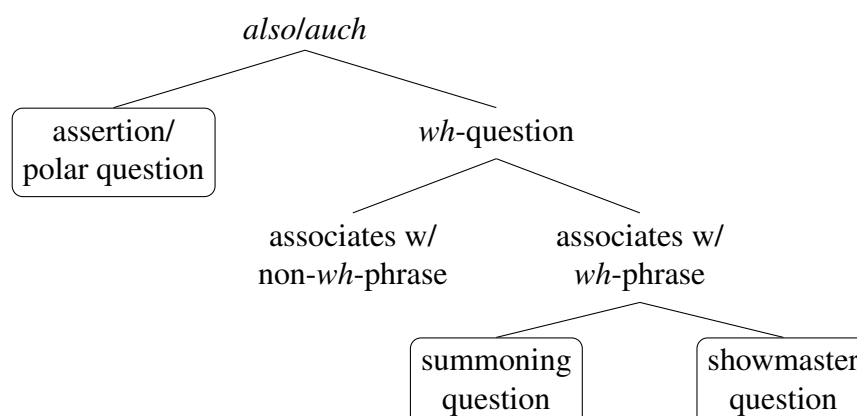 also/auch
assertion/
polar question
wh-question
associates w/
non-wh-phrase
associates w/
wh-phrase
summoning
question
showmaster
question